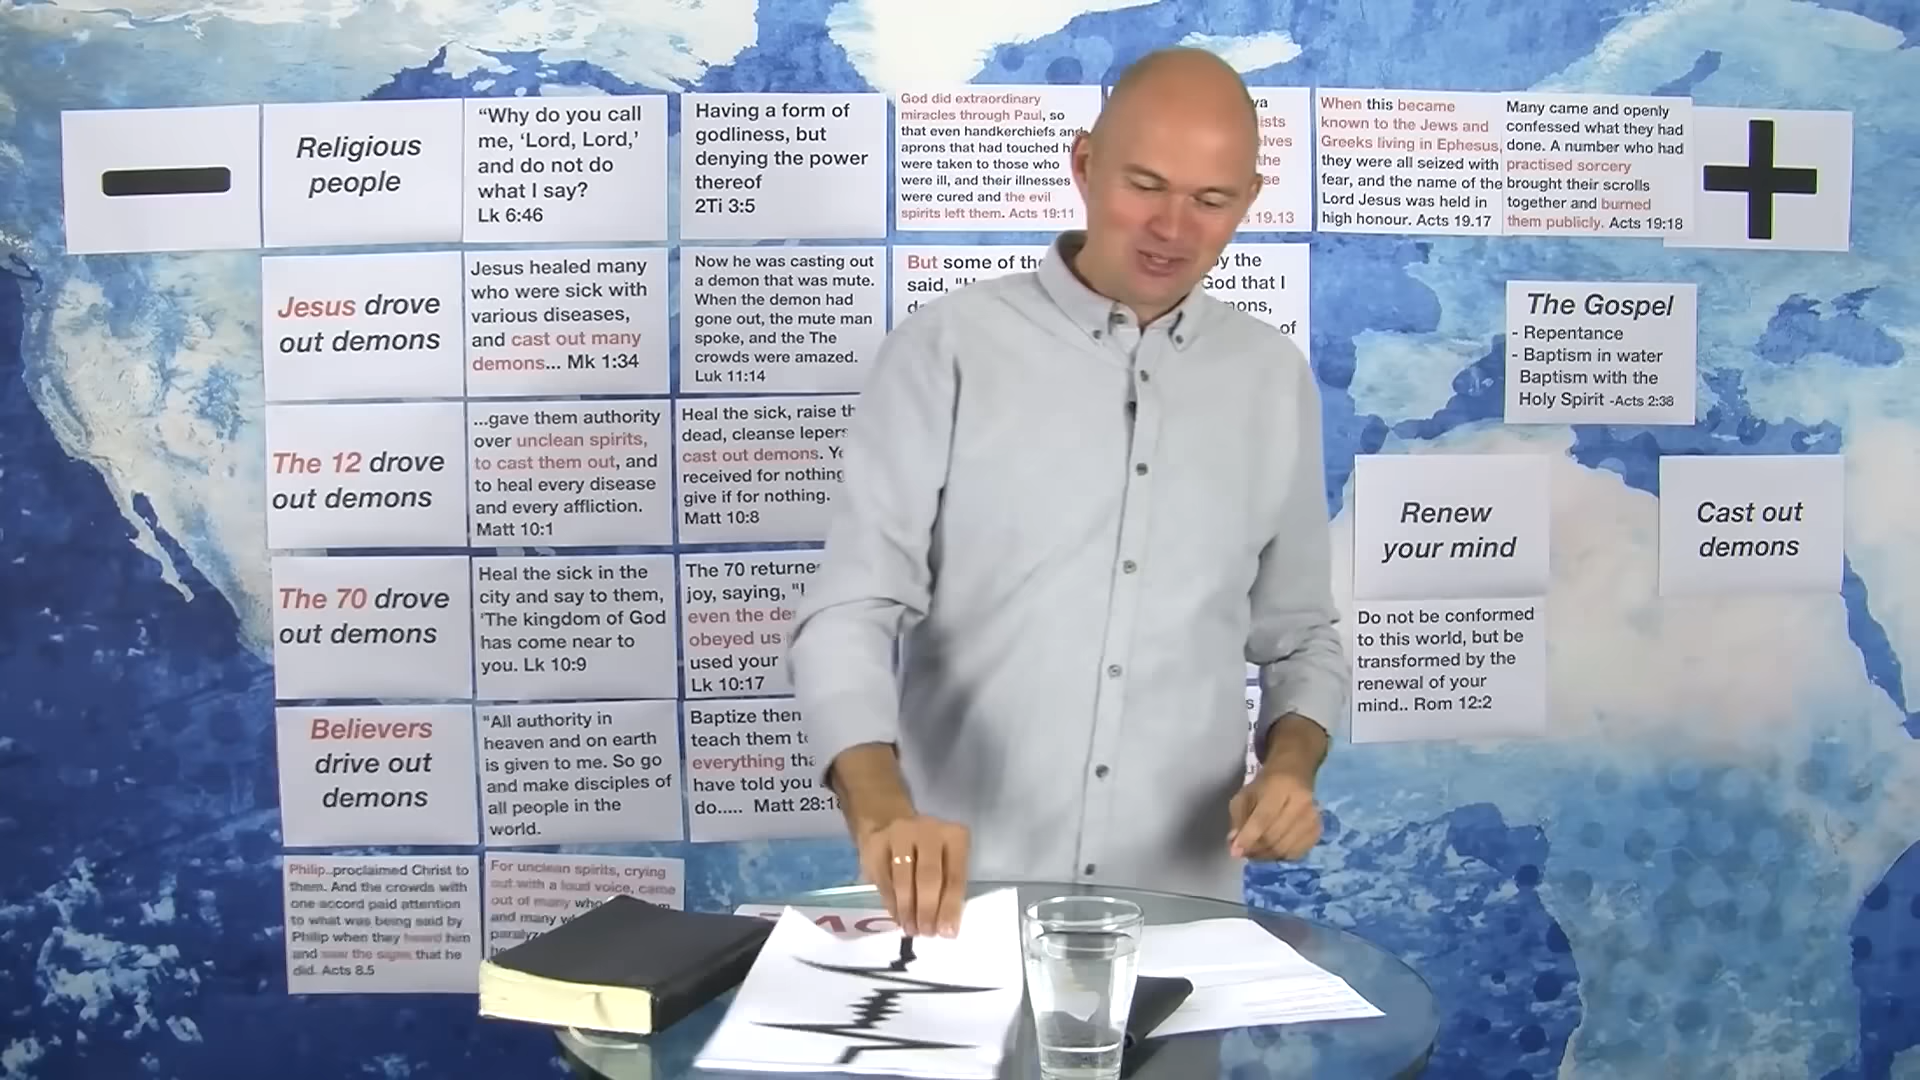 Religious
people
“Why do you call
me, ‘Lord, Lord,’
and do not do
what I say?
Lk 6:46
Having a form of
godliness, but
denying the power
thereof
2Ti 3:5
God did extraordinary
miracles through Paul, so
that even handkerchiefs and
aprons that had touched
were taken to those who
were ill, and their illnesses
were cured and the evil
spirits left them. Acts 19:11
19.13
When this became
known to the Jews and
Greeks living in Ephesus,
they were all seized with
fear, and the name of the
Lord Jesus was held in
high honour. Acts 19.17
Many came and openly
confessed what they had
done. A number who had
practised sorcery
brought their scrolls
together and burned
them publicly. Acts 19:18
Jesus drove
out demons
Jesus healed many
who were sick with
various diseases,
and cast out many
demons... Mk 1:34
Now he was casting out
a demon that was mute.
When the demon had
gone out, the mute man
spoke, and the The
crowds were amazed.
Luk 11:14
But some of
said,
by the
God that I
of
The Gospel
- Repentance
- Baptism in water
Baptism with the
Holy Spirit -Acts 2:38
The 12 drove
out demons
...gave them authority
over unclean spirits,
to cast them out, and
to heal every disease
and every affliction.
Matt 10:1
Heal the sick, raise
dead, cleanse lepers
cast out demons.
received for nothing
give if for nothing.
Matt 10:8
Renew
your mind
Do not be conformed
to this world, but be
transformed by the
renewal of your
mind.. Rom 12:2
Cast out
demons
The 70 drove
out demons
Heal the sick in the
city and say to them,
'The kingdom of God
has come near to
you. Lk 10:9
The 70 returne
joy, saying,
even the
obeyed us
used your
Lk 10:17
Believers
drive out
demons
"All authority in
heaven and on earth
is given to me. So go
and make disciples of
all people in the
world.
Baptize then
teach them
everything
have told you
do..... Matt 28:18
Philip..proclaimed Christ to
them. And the crowds with
one accord paid attention
to what was being said by
Philip when they heard him
and saw the signs that he
did. Acts 8.5
For unclean spirits, crying
out with a loud voice, came
out of many who
and many